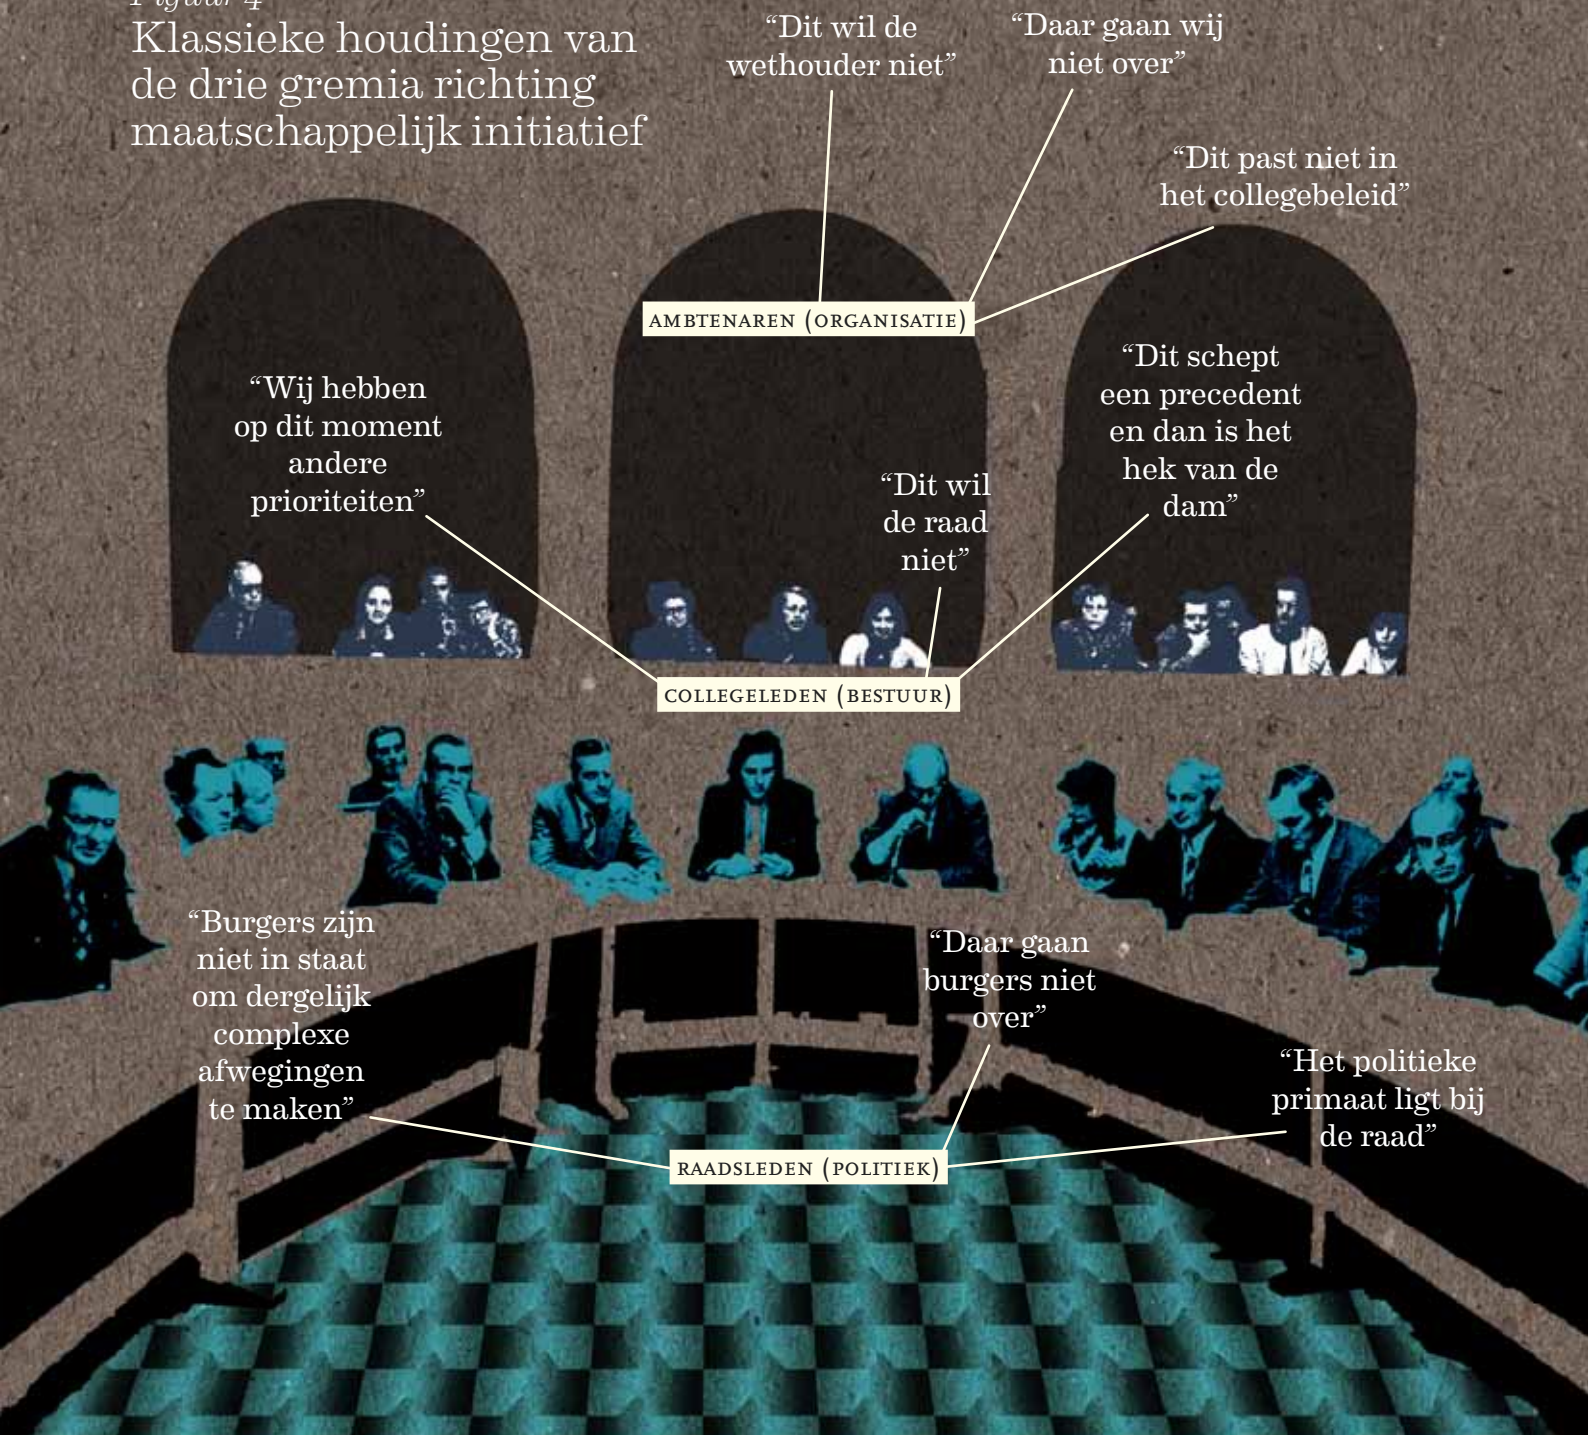 Figuur 4
Klassieke houdingen van
de drie gremia richting
maatschappelijk initiatief
“Dit wil de
wethouder niet”
“Daar gaan wij
niet over”
“Dit past niet in
het collegebeleid”
AMBTENAREN (ORGANISATIE)
“Wij hebben
op dit moment
andere
prioriteiten”
“Dit wil
de raad
niet”
“Dit schept
een precedent
en dan is het
hek van de
dam”
COLLEGELEDEN (BESTUUR)
“Burgers zijn
niet in staat
om dergelijk
complexe
afwegingen
te maken”
“Daar gaan
burgers niet
over”
“Het politieke
primaat ligt bij
de raad”
RAADSLEDEN (POLITIEK)